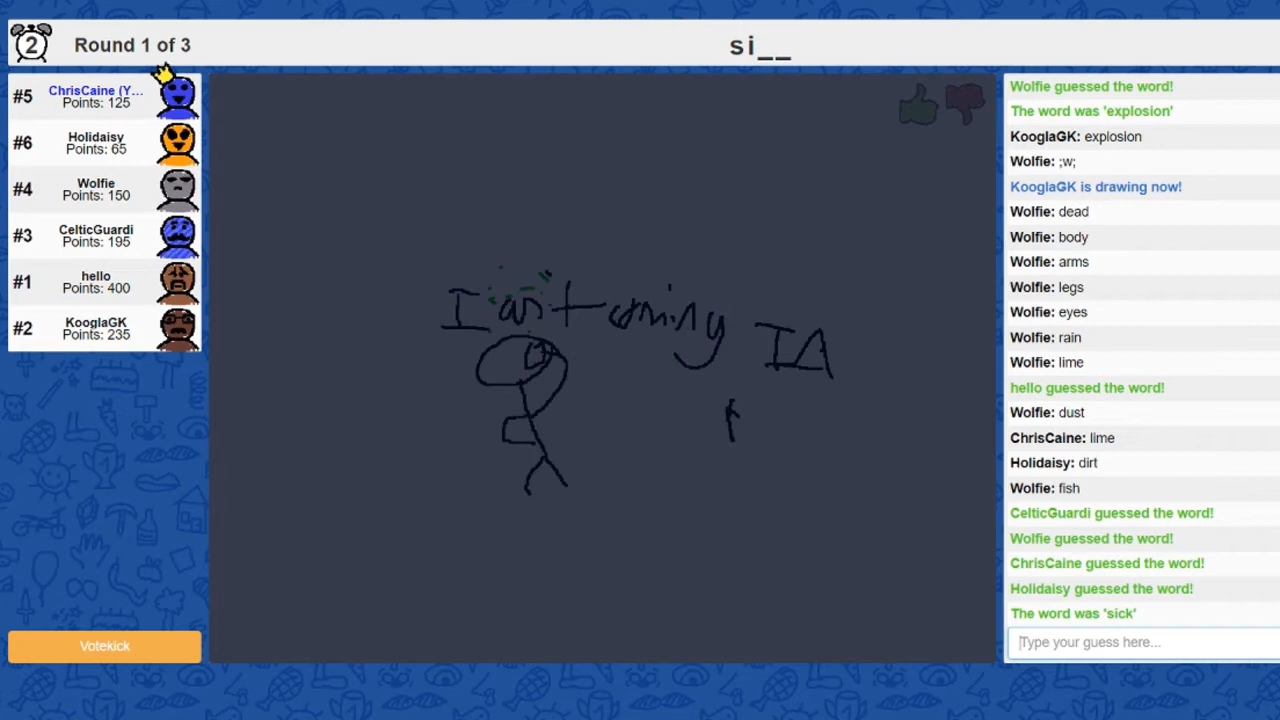 2
Round 1 of 3
si__
#5
ChrisCaine (Y...
Points: 125
#6
Holidaisy
Points: 65
#4
Wolfie
Points: 150
#3
CelticGuardi
Points: 195
#1
hello
Points: 400
#2
KooglaGK
Points: 235
Votekick
I can't coming
Wolfie guessed the word!
The word was 'explosion'
KooglaGK: explosion
Wolfie: ;w;
KooglaGK is drawing now!
Wolfie: dead
Wolfie: body
Wolfie: arms
Wolfie: legs
Wolfie: eyes
Wolfie: rain
Wolfie: lime
hello guessed the word!
Wolfie: dust
ChrisCaine: lime
Holidaisy: dirt
Wolfie: fish
CelticGuardi guessed the word!
Wolfie guessed the word!
ChrisCaine guessed the word!
Holidaisy guessed the word!
The word was 'sick'
Type your guess here...